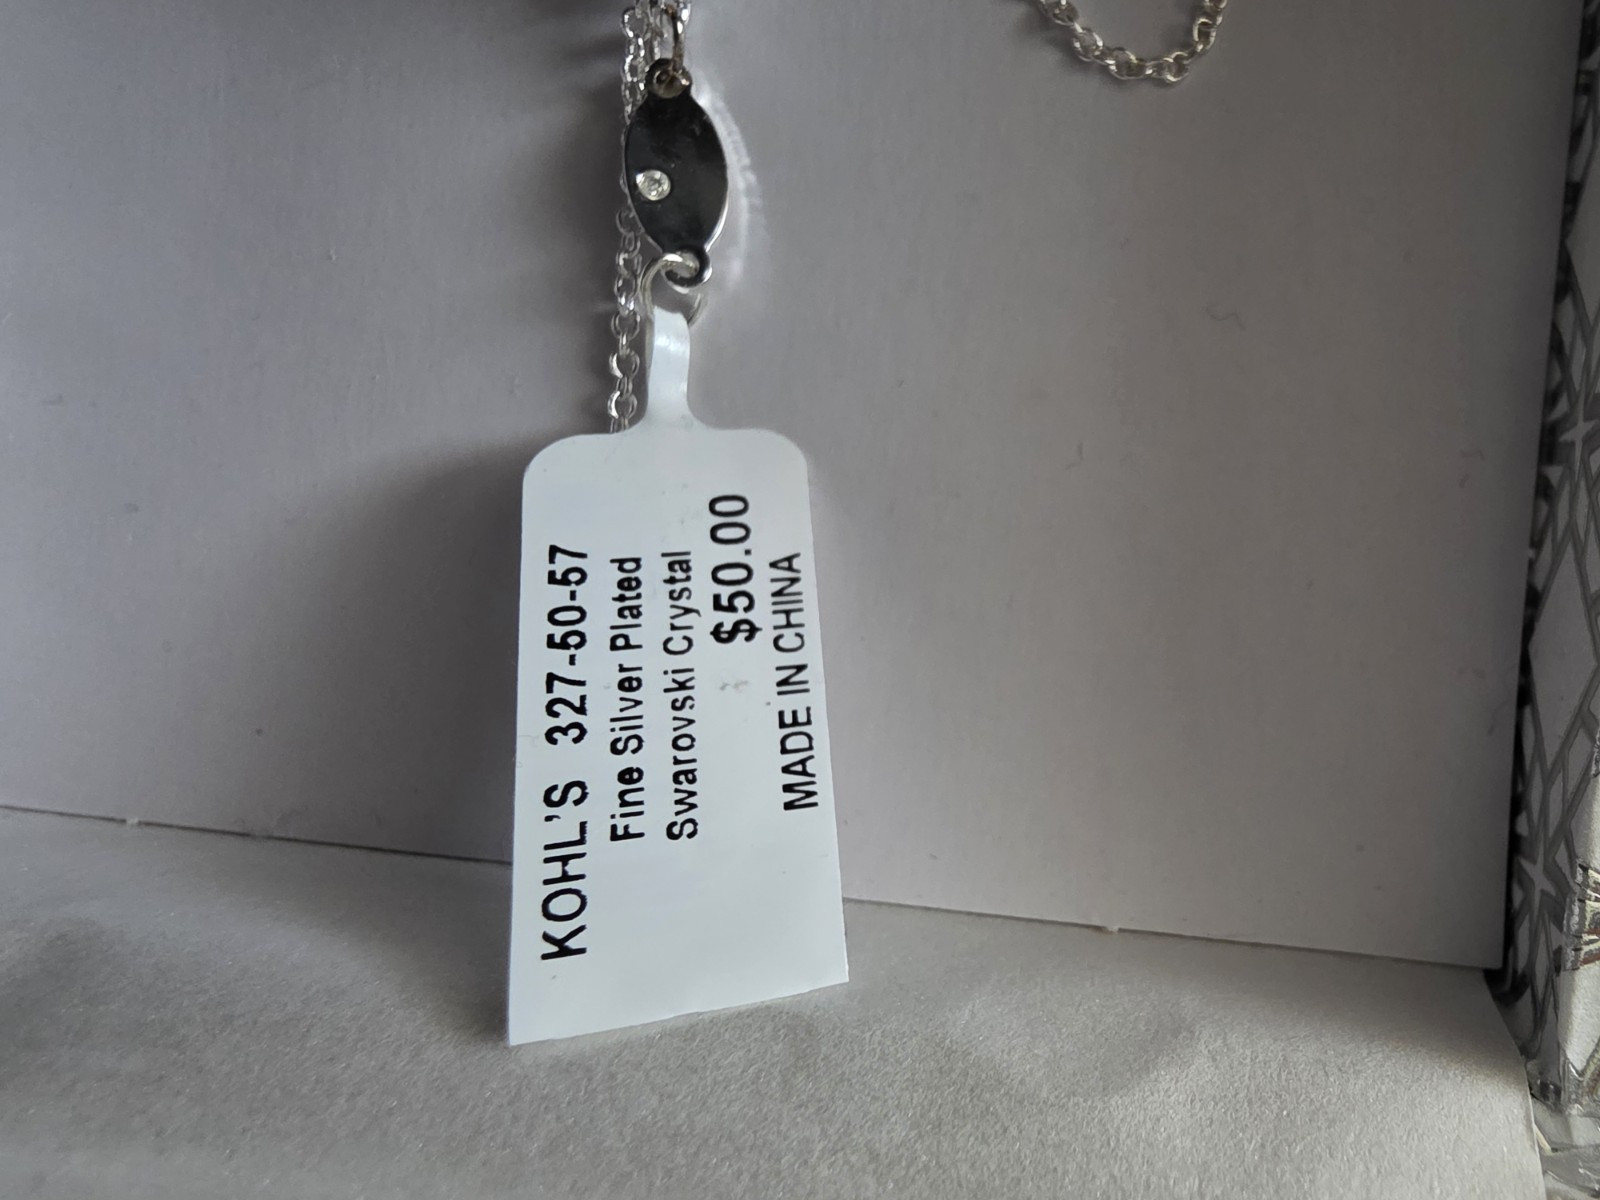 KOHL'S 327-50-57
Fine Silver Plated
Swarovski Crystal
$50.00
MADE IN CHINA